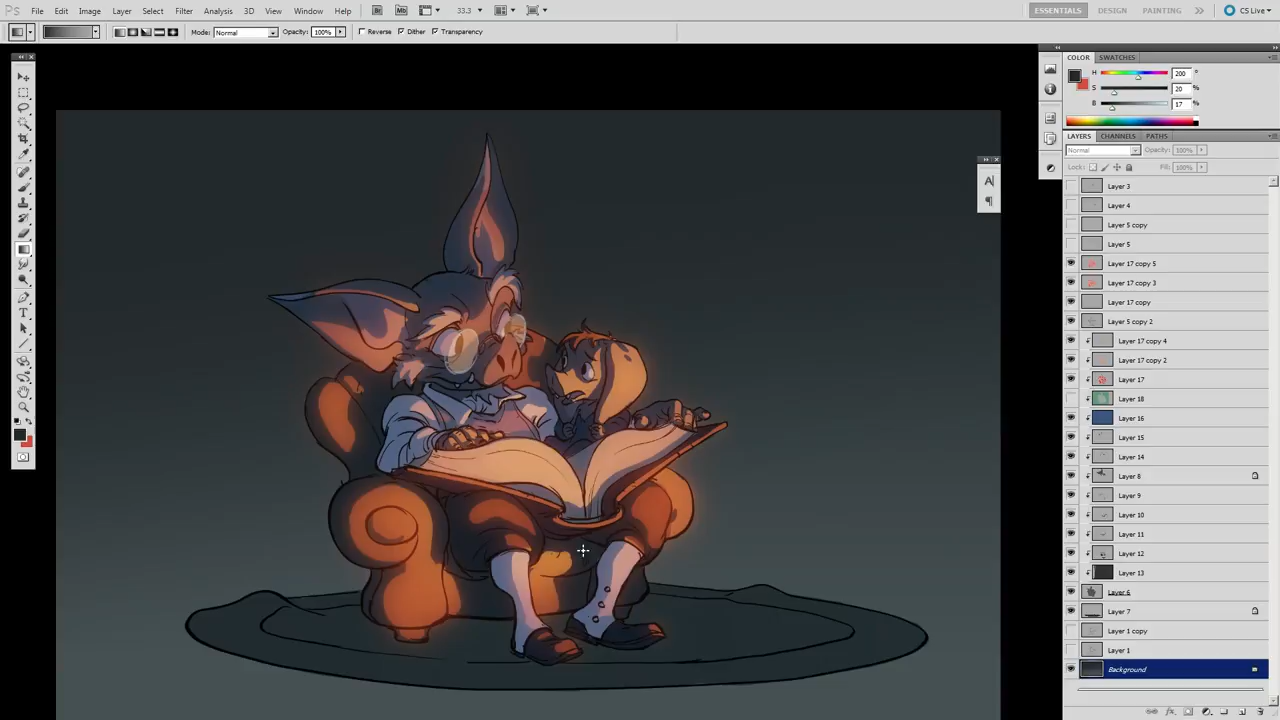 Ps File Edit Image Layer Select Filter Analysis 3D View Window Help Br Mb 33.3 ESSENTIALS DESIGN PAINTING CS Live
Mode: Normal Opacity: 100% Reverse Dither Transparency
COLOR SWATCHES
H 200 °
S 20 %
B 17 %
LAYERS CHANNELS PATHS
Normal Opacity: 100%
Lock: Fill: 100%
Layer 3
Layer 4
Layer 5 copy
Layer 5
Layer 17 copy 5
Layer 17 copy 3
Layer 17 copy
Layer 5 copy 2
Layer 17 copy 4
Layer 17 copy 2
Layer 17
Layer 18
Layer 16
Layer 15
Layer 14
Layer 8
Layer 9
Layer 10
Layer 11
Layer 12
Layer 13
Layer 6
Layer 7
Layer 1 copy
Layer 1
Background